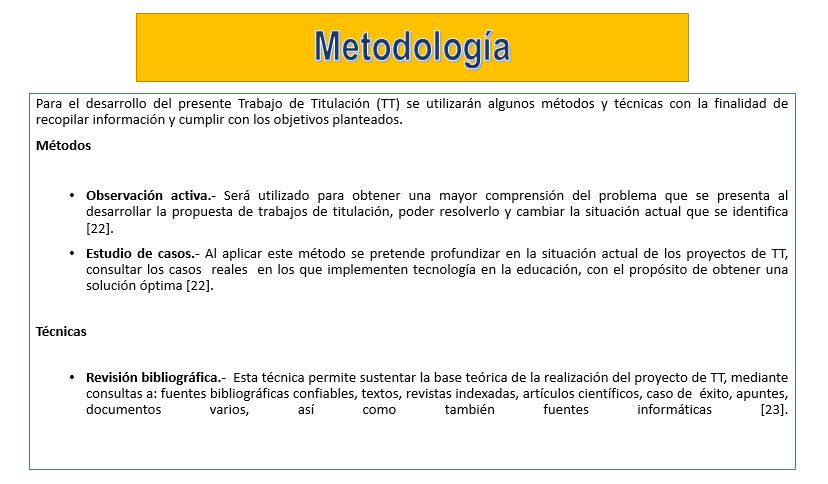 Metodología
Para el desarrollo del presente Trabajo de Titulación (TT) se utilizarán algunos métodos y técnicas con la finalidad de
recopilar información y cumplir con los objetivos planteados.
Métodos
• Observación activa.- Será utilizado para obtener una mayor comprensión del problema que se presenta al
desarrollar la propuesta de trabajos de titulación, poder resolverlo y cambiar la situación actual que se identifica
[22].
• Estudio de casos.- Al aplicar este método se pretende profundizar en la situación actual de los proyectos de TT,
consultar los casos reales en los que implementen tecnología en la educación, con el propósito de obtener una
solución óptima [22].
Técnicas
• Revisión bibliográfica.- Esta técnica permite sustentar la base teórica de la realización del proyecto de TT, mediante
consultas a: fuentes bibliográficas confiables, textos, revistas indexadas, artículos científicos, caso de éxito, apuntes,
documentos varios, así como también fuentes informáticas [23].